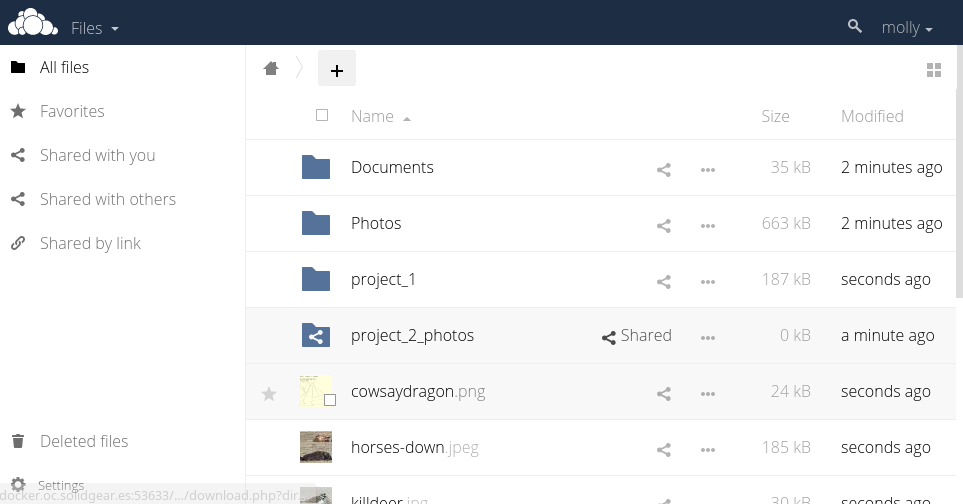 Files
molly
All files
Favorites
Shared with you
Shared with others
Shared by link
Deleted files
Settings
+
Name Size Modified
Documents 35 kB 2 minutes ago
Photos 663 kB 2 minutes ago
project_1 187 kB seconds ago
project_2_photos Shared 0 kB a minute ago
cowsaydragon.png 24 kB seconds ago
horses-down.jpeg 185 kB seconds ago
killdeer.jpg 30 kB seconds ago
docker.oc.solidgear.es:53633/.../download.php?dir...